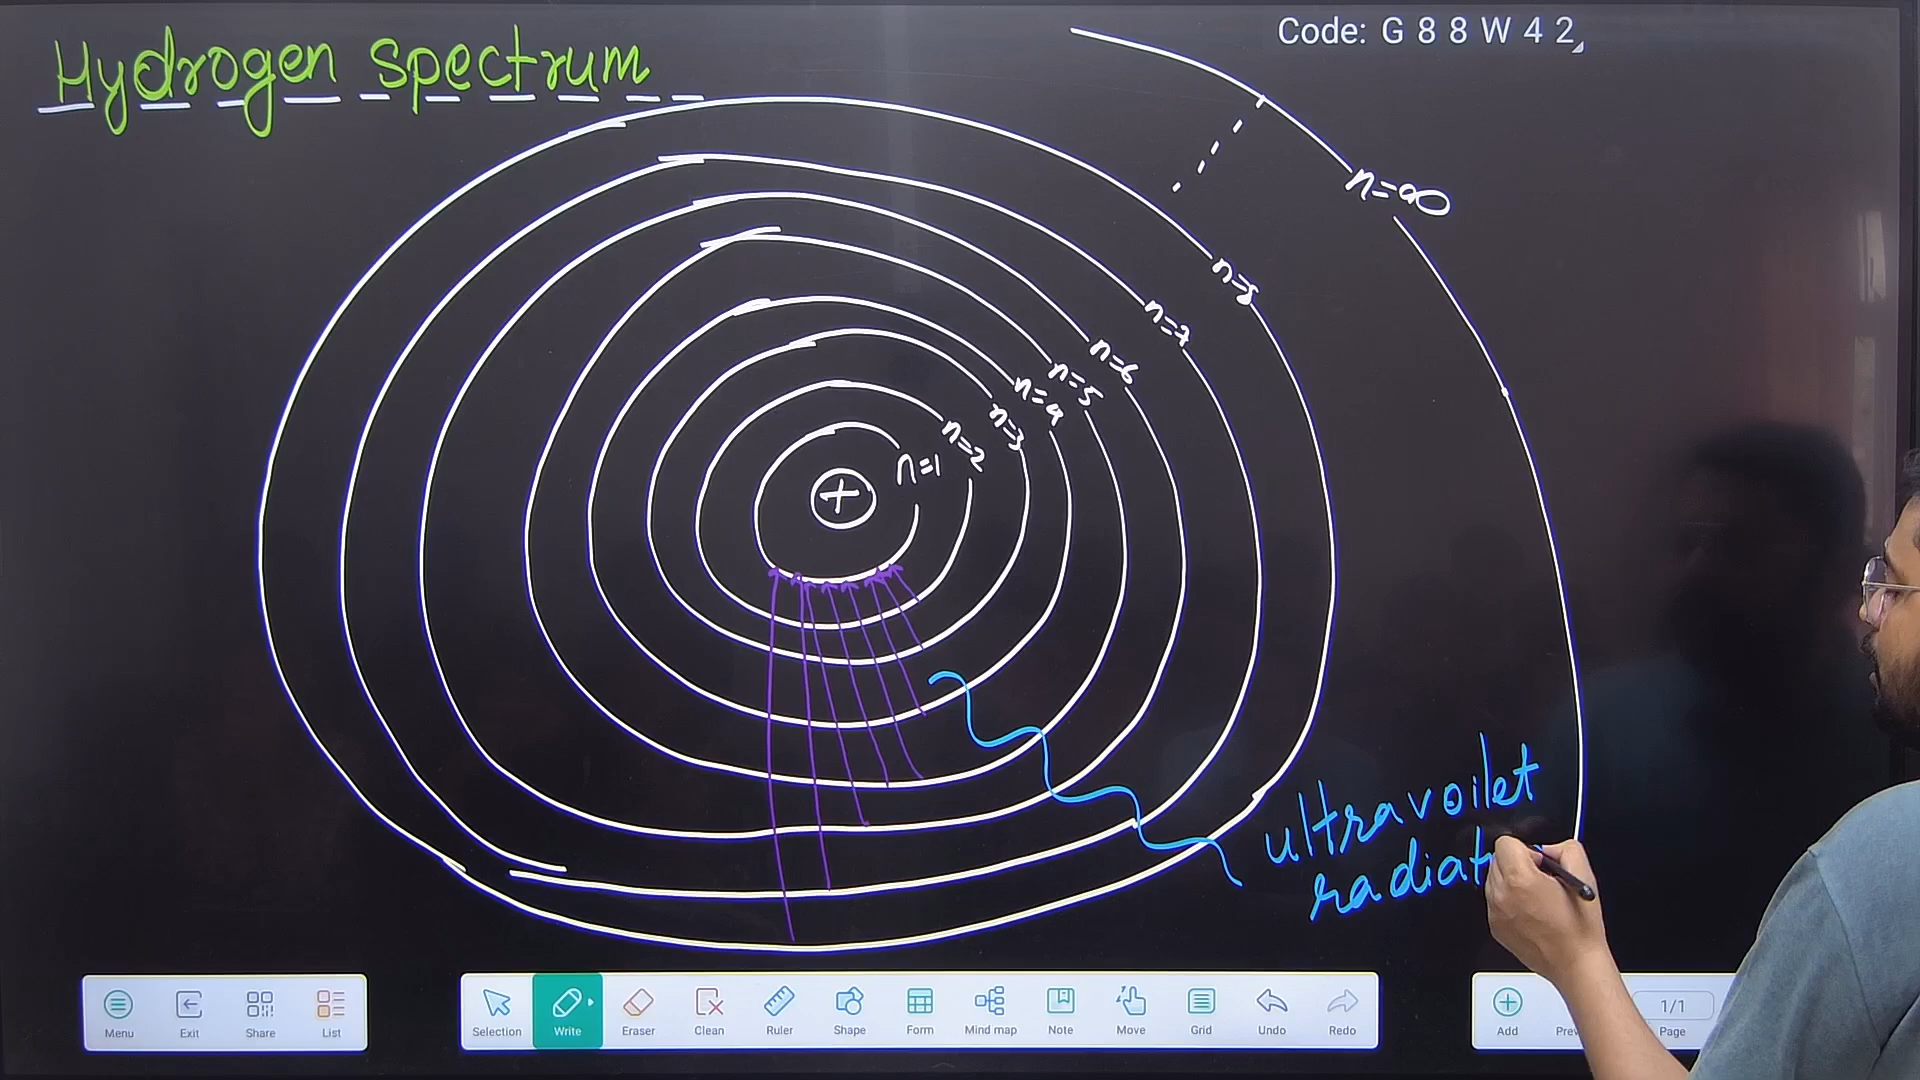 Hydrogen spectrum
Code: G 8 8 W 4 2
n=∞
n=8
n=7
n=6
n=5
n=4
n=3
n=2
n=1
+
ultravoilet
radiat
Menu
Exit
Share
List
Selection
Write
Eraser
Clean
Ruler
Shape
Form
Mind map
Note
Move
Grid
Undo
Redo
Add
1/1
Page